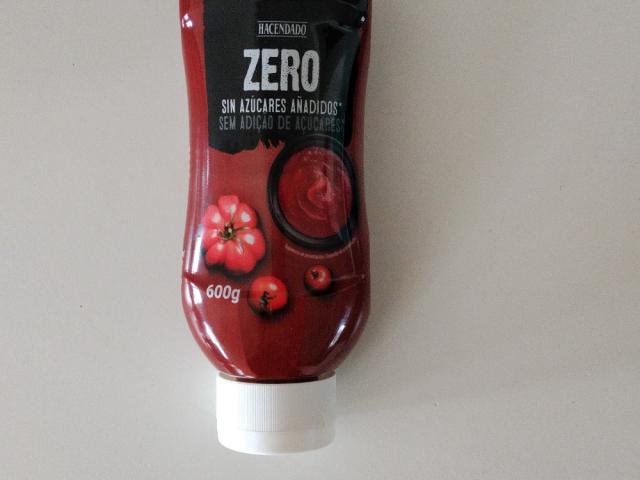 HACENDADO
ZERO
SIN AZÚCARES AÑADIDOS*
SEM ADIÇÃO DE AÇÚCARES*
600g